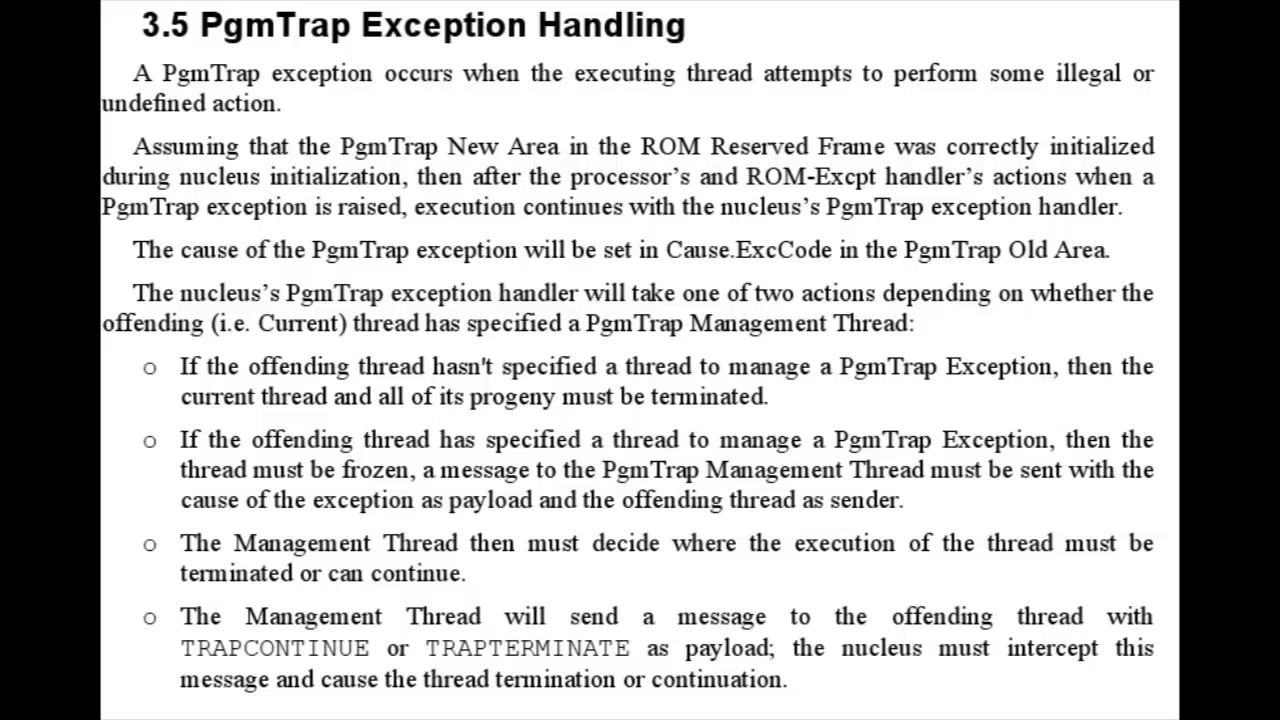 3.5 PgmTrap Exception Handling
A PgmTrap exception occurs when the executing thread attempts to perform some illegal or
undefined action.
Assuming that the PgmTrap New Area in the ROM Reserved Frame was correctly initialized
during nucleus initialization, then after the processor’s and ROM-Excpt handler’s actions when a
PgmTrap exception is raised, execution continues with the nucleus’s PgmTrap exception handler.
The cause of the PgmTrap exception will be set in Cause.ExcCode in the PgmTrap Old Area.
The nucleus’s PgmTrap exception handler will take one of two actions depending on whether the
offending (i.e. Current) thread has specified a PgmTrap Management Thread:
o If the offending thread hasn't specified a thread to manage a PgmTrap Exception, then the
current thread and all of its progeny must be terminated.
o If the offending thread has specified a thread to manage a PgmTrap Exception, then the
thread must be frozen, a message to the PgmTrap Management Thread must be sent with the
cause of the exception as payload and the offending thread as sender.
o The Management Thread then must decide where the execution of the thread must be
terminated or can continue.
o The Management Thread will send a message to the offending thread with
TRAPCONTINUE or TRAPTERMINATE as payload; the nucleus must intercept this
message and cause the thread termination or continuation.